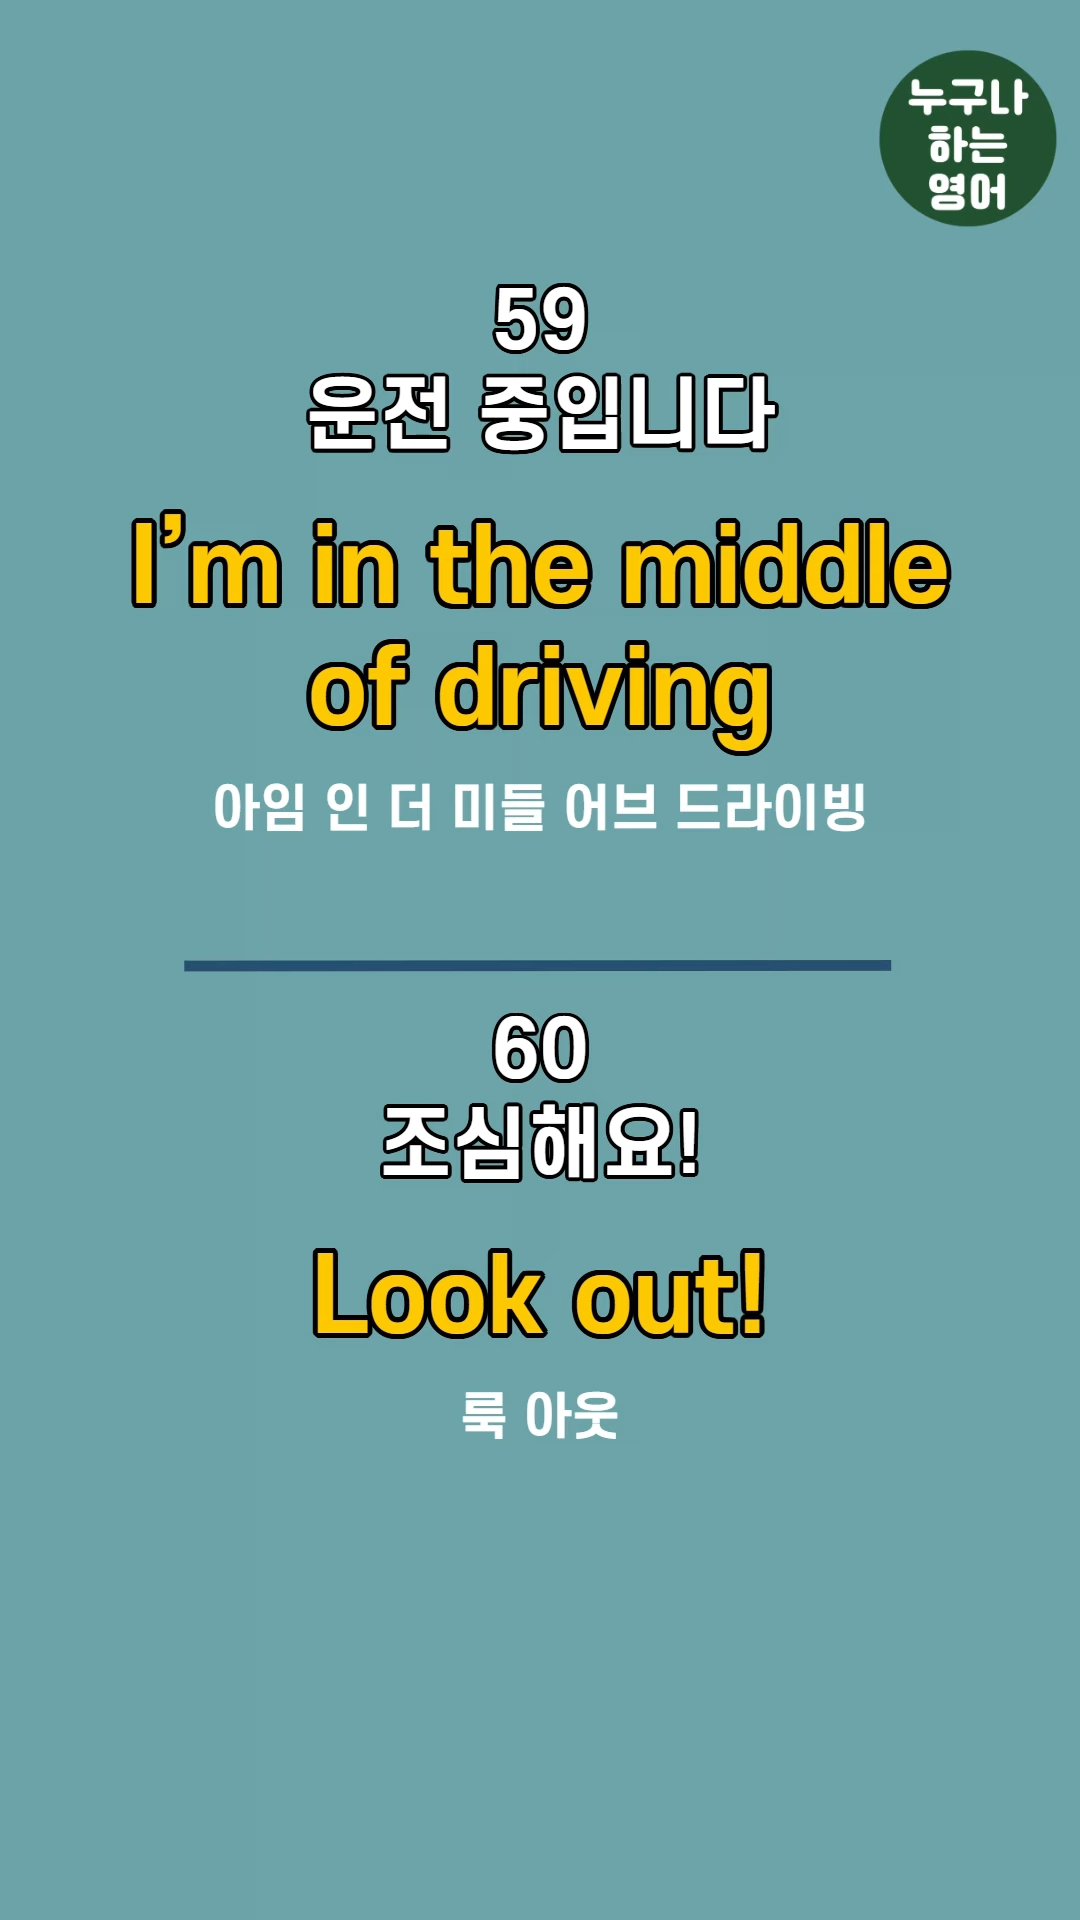 누구나
하는
영어
59
운전 중입니다
I’m in the middle
of driving
아임 인 더 미들 어브 드라이빙
60
조심해요!
Look out!
룩 아웃